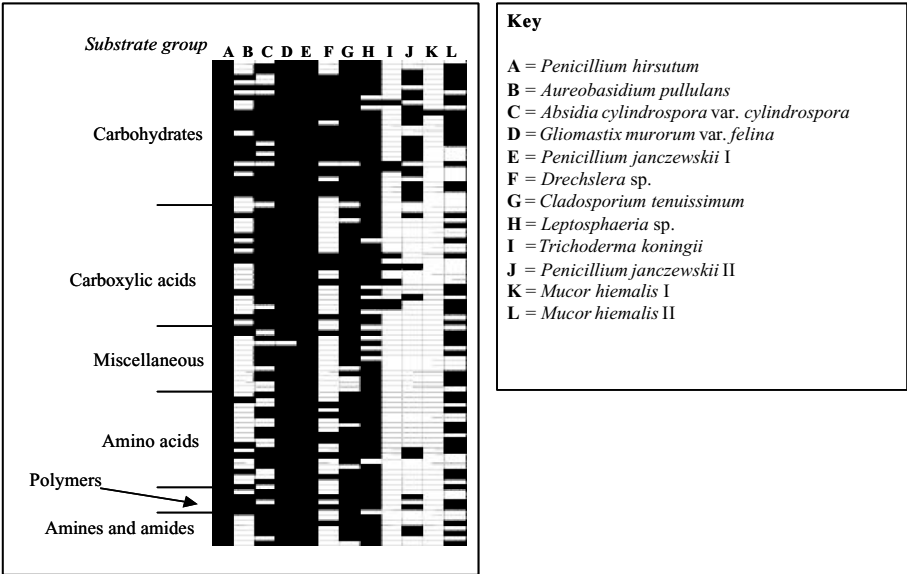 Substrate group
A B C D E F G H I J K L
Carbohydrates
Carboxylic acids
Miscellaneous
Amino acids
Polymers
Amines and amides
Key
A = Penicillium hirsutum
B = Aureobasidium pullulans
C = Absidia cylindrospora var. cylindrospora
D = Gliomastix murorum var. felina
E = Penicillium janczewskii I
F = Drechslera sp.
G = Cladosporium tenuissimum
H = Leptosphaeria sp.
I = Trichoderma koningii
J = Penicillium janczewskii II
K = Mucor hiemalis I
L = Mucor hiemalis II